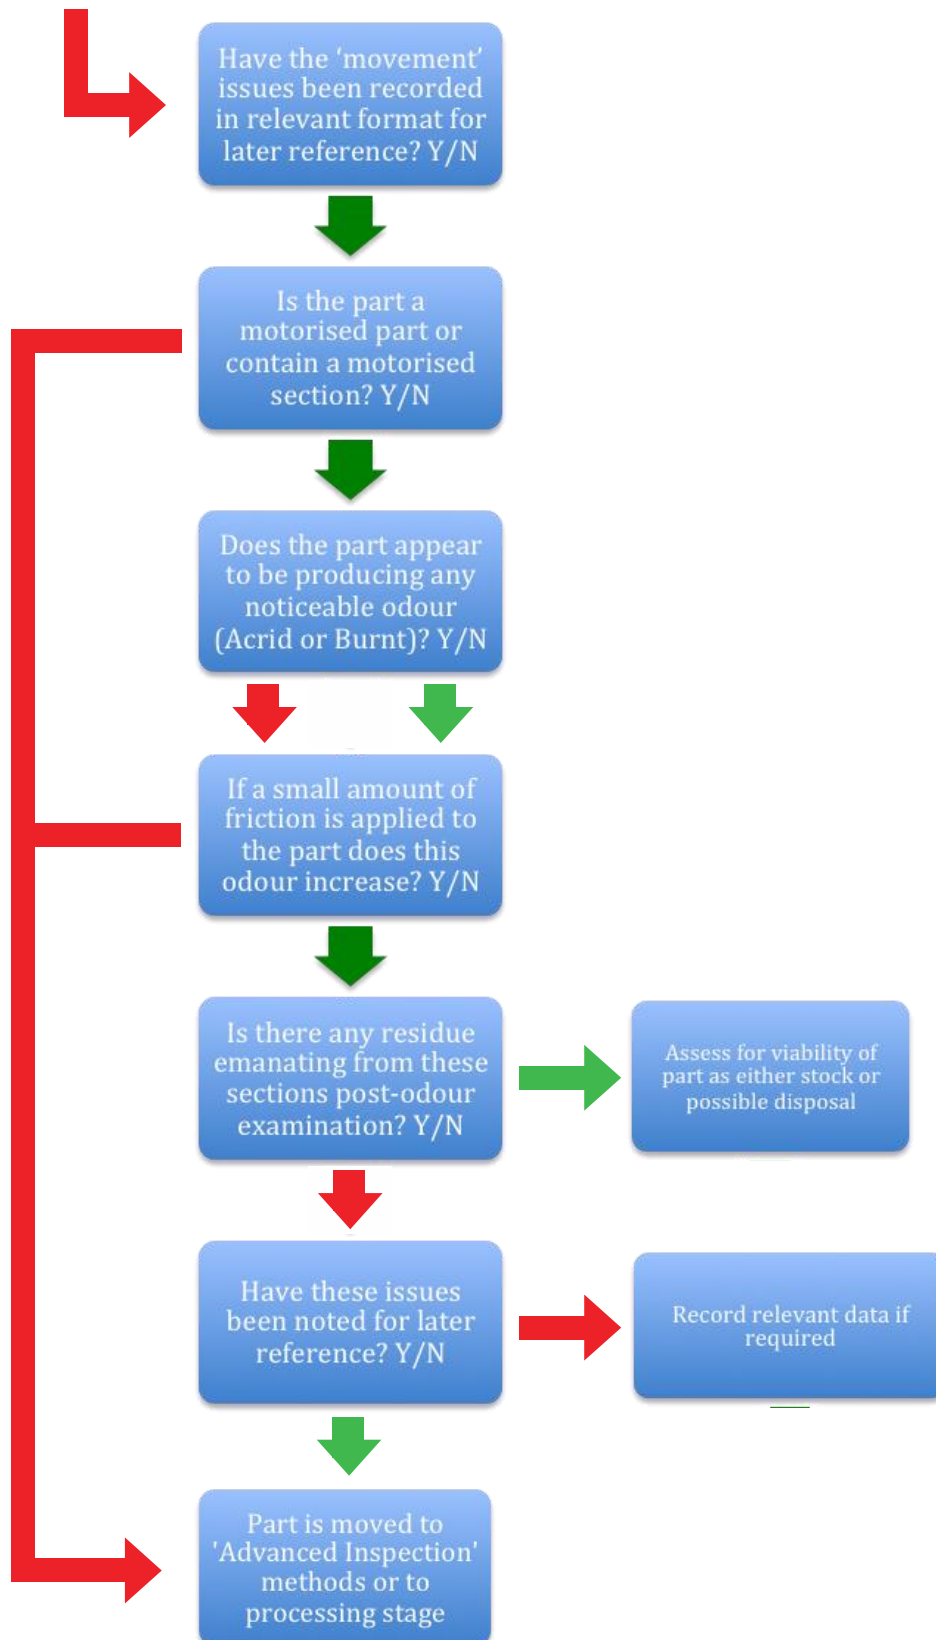 Have the ‘movement’
issues been recorded
in relevant format for
later reference? Y/N
Is the part a
motorised part or
contain a motorised
section? Y/N
Does the part appear
to be producing any
noticeable odour
(Acrid or Burnt)? Y/N
If a small amount of
friction is applied to
the part does this
odour increase? Y/N
Is there any residue
emanating from these
sections post-odour
examination? Y/N
Assess for viability of
part as either stock or
possible disposal
Have these issues
been noted for later
reference? Y/N
Record relevant data if
required
Part is moved to
'Advanced Inspection'
methods or to
processing stage